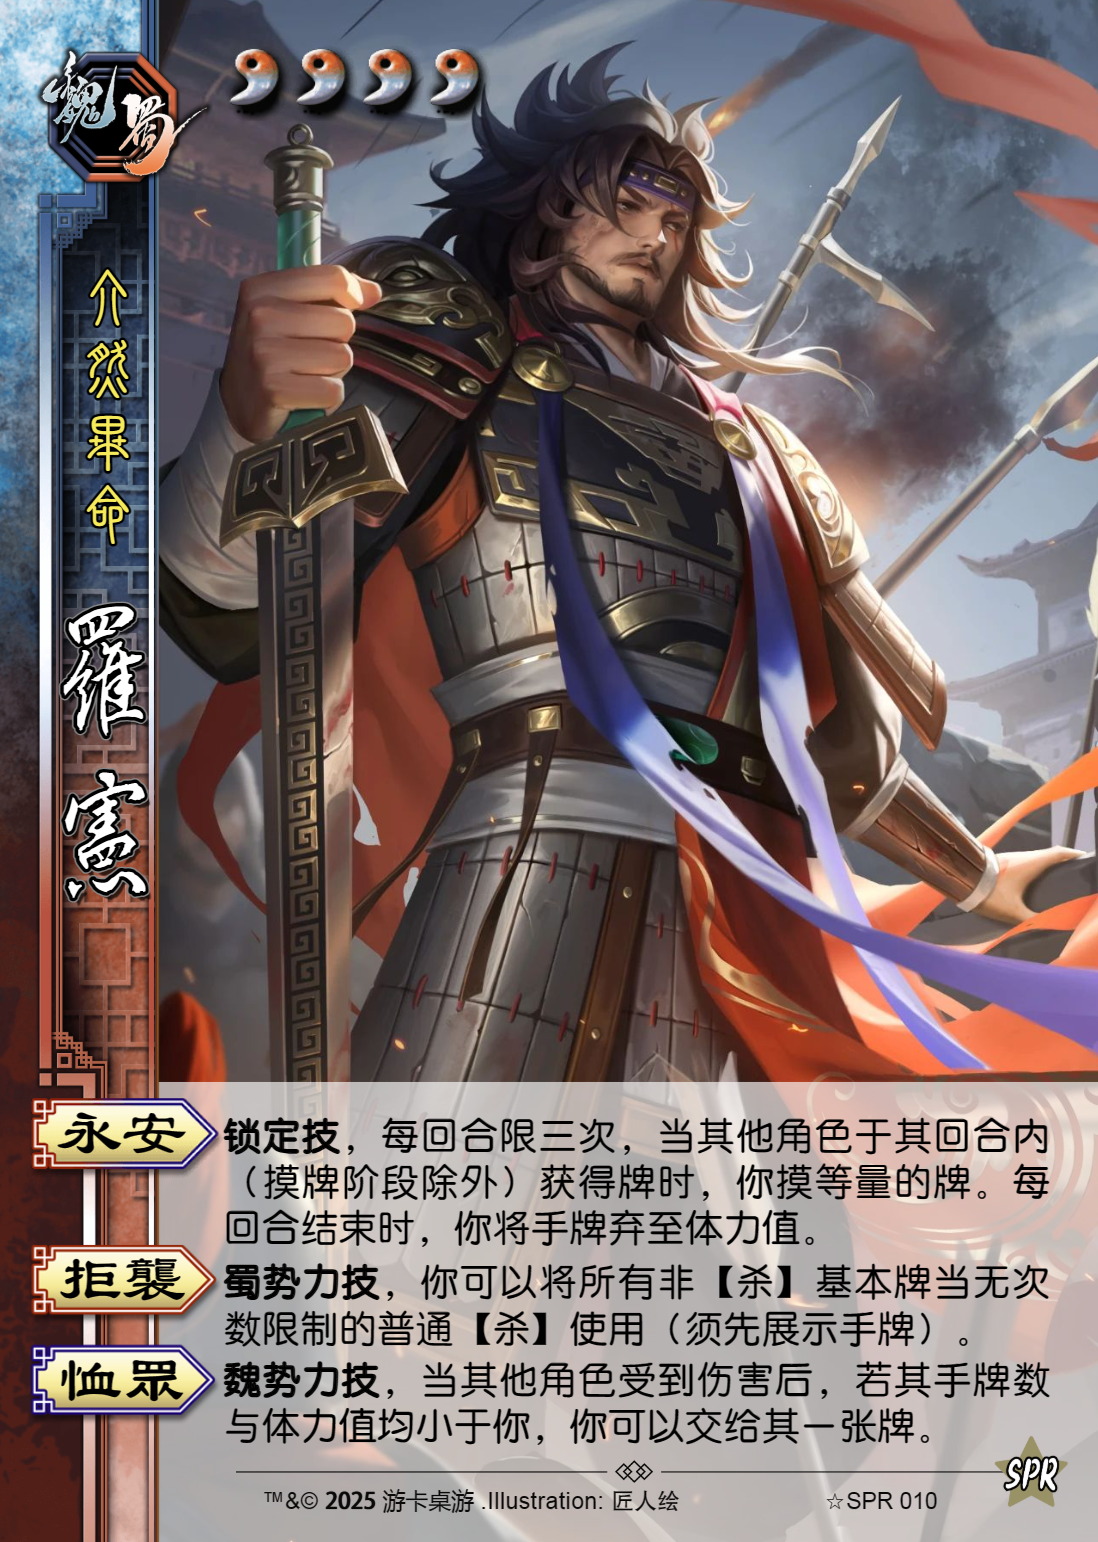 魏蜀
介然畢命
羅憲
永安
锁定技，每回合限三次，当其他角色于其回合内
（摸牌阶段除外）获得牌时，你摸等量的牌。每
回合结束时，你将手牌弃至体力值。
拒襲
蜀势力技，你可以将所有非【杀】基本牌当无次
数限制的普通【杀】使用（须先展示手牌）。
恤眾
魏势力技，当其他角色受到伤害后，若其手牌数
与体力值均小于你，你可以交给其一张牌。
SPR
™&© 2025 游卡桌游 .Illustration: 匠人绘
☆SPR 010